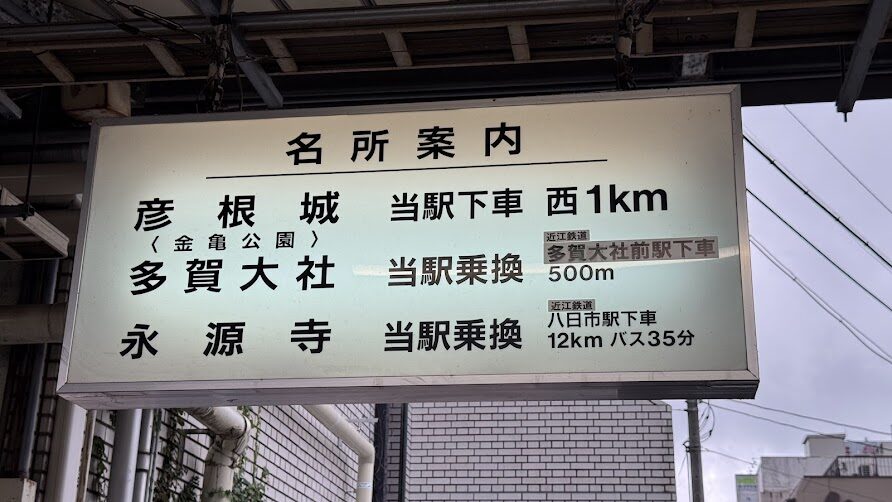 名所案内
彦根城 当駅下車 西1km
〈金亀公園〉
近江鉄道
多賀大社 当駅乗換 多賀大社前駅下車
500m
近江鉄道
永源寺 当駅乗換 八日市駅下車
12km バス35分